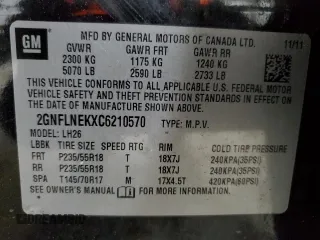 GM
MFD BY GENERAL MOTORS OF CANADA LTD. 11/11
GVWR GAWR FRT GAWR RR
2300 KG 1175 KG 1240 KG
5070 LB 2590 LB 2733 LB
THIS VEHICLE CONFORMS TO ALL APPLICABLE U.S. FEDERAL MOTOR
VEHICLE SAFETY AND THEFT PREVENTION STANDARDS IN EFFECT
ON THE DATE OF MANUFACTURE SHOWN ABOVE.
2GNFLNEKXC6210570 TYPE: M.P.V.
MODEL: LH26
LBBK TIRE SIZE SPEED RTG RIM COLD TIRE PRESSURE
FRT P235/55R18 T 18X7J 240KPA(35PSI)
RR P235/55R18 T 18X7J 240KPA(35PSI)
SPA T145/70R17 M 17X4.5T 420KPA(60PSI)
SEE OWNER'S MANUAL FOR MORE INFORMATION.